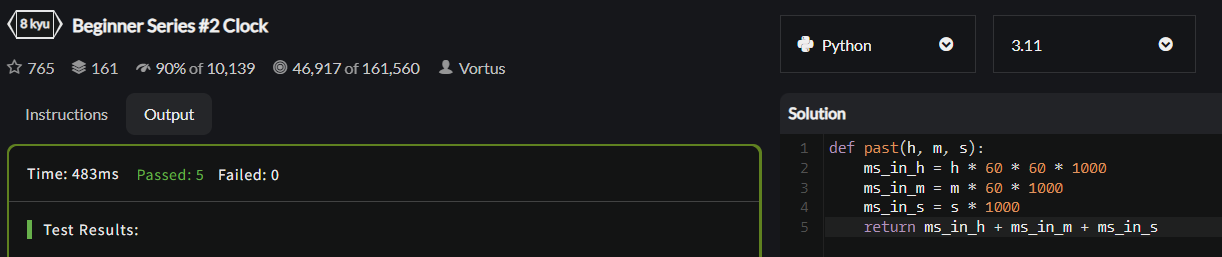 8 kyu Beginner Series #2 Clock
765 161 90% of 10,139 46,917 of 161,560 Vortus
Instructions Output
Time: 483ms Passed: 5 Failed: 0
Test Results:
Python 3.11
Solution
1 def past(h, m, s):
2     ms_in_h = h * 60 * 60 * 1000
3     ms_in_m = m * 60 * 1000
4     ms_in_s = s * 1000
5     return ms_in_h + ms_in_m + ms_in_s